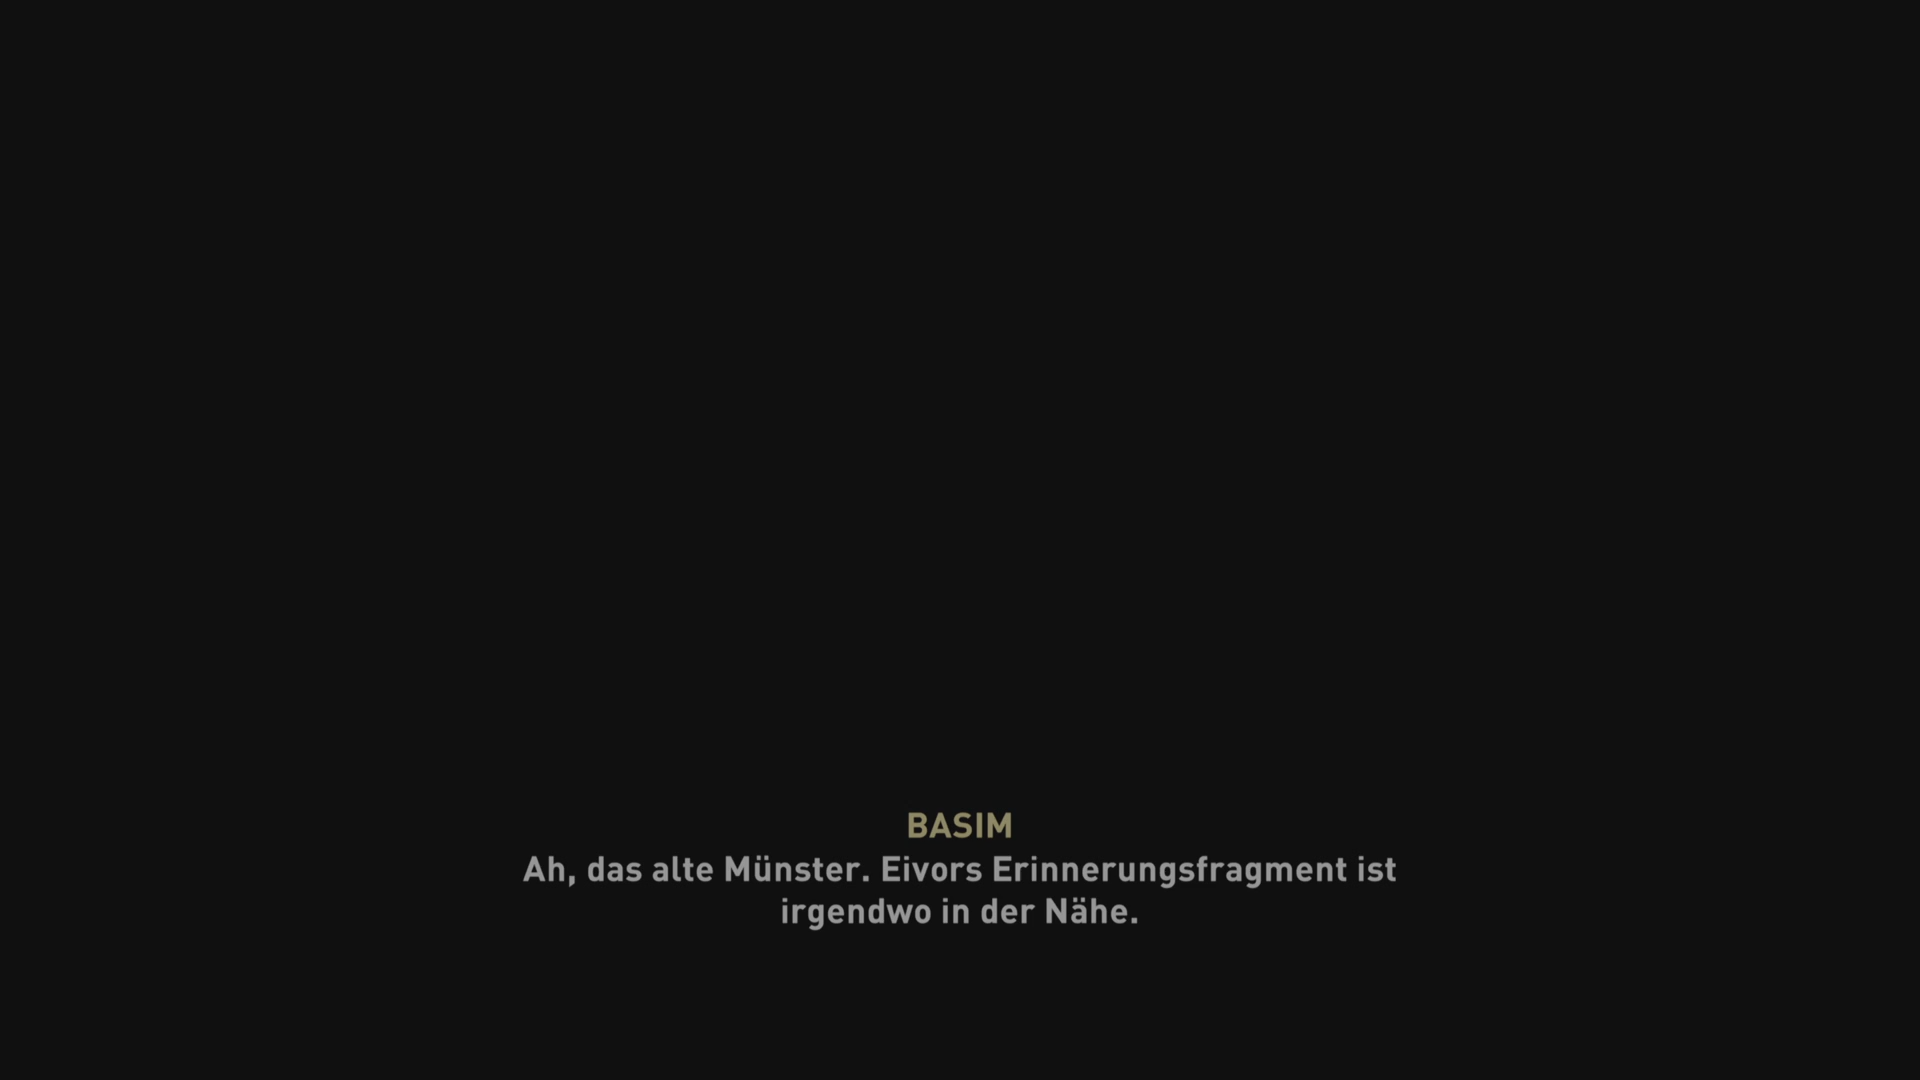 BASIM
Ah, das alte Münster. Eivors Erinnerungsfragment ist
irgendwo in der Nähe.